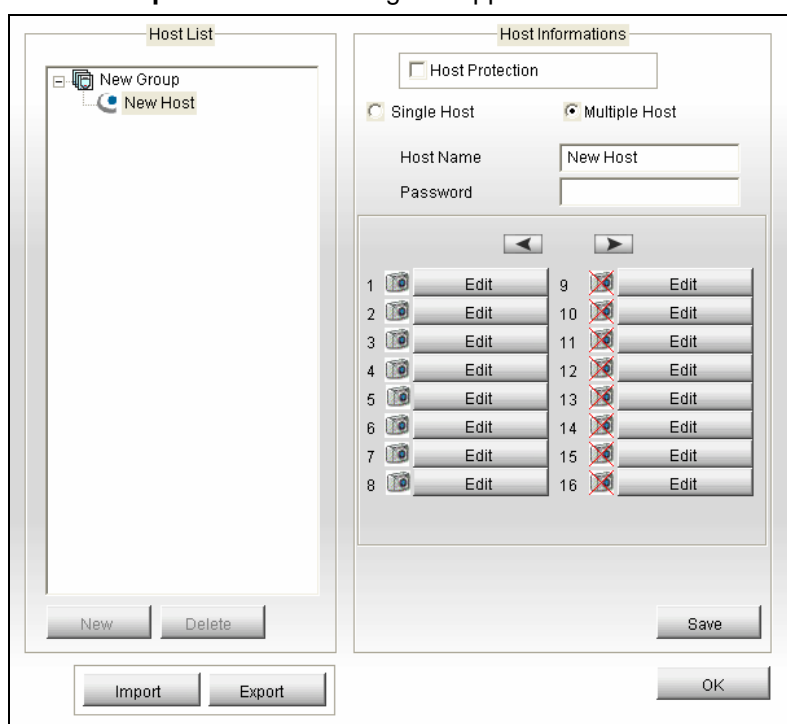 Host List
New Group
New Host
New
Delete
Import
Export
Host Informations
Host Protection
Single Host
Multiple Host
Host Name
New Host
Password
1 Edit
2 Edit
3 Edit
4 Edit
5 Edit
6 Edit
7 Edit
8 Edit
9 Edit
10 Edit
11 Edit
12 Edit
13 Edit
14 Edit
15 Edit
16 Edit
Save
OK